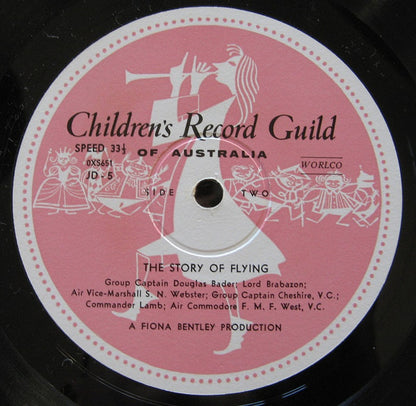 Children's Record Guild
SPEED 33⅓ OF AUSTRALIA
DXS651 WORLCO
JD - 5 SIDE TWO
THE STORY OF FLYING
Group Captain Douglas Bader; Lord Brabazon;
Air Vice-Marshall S. N. Webster; Group Captain Cheshire, V.C.;
Commander Lamb; Air Commodore F. M. F. West, V.C.
A FIONA BENTLEY PRODUCTION